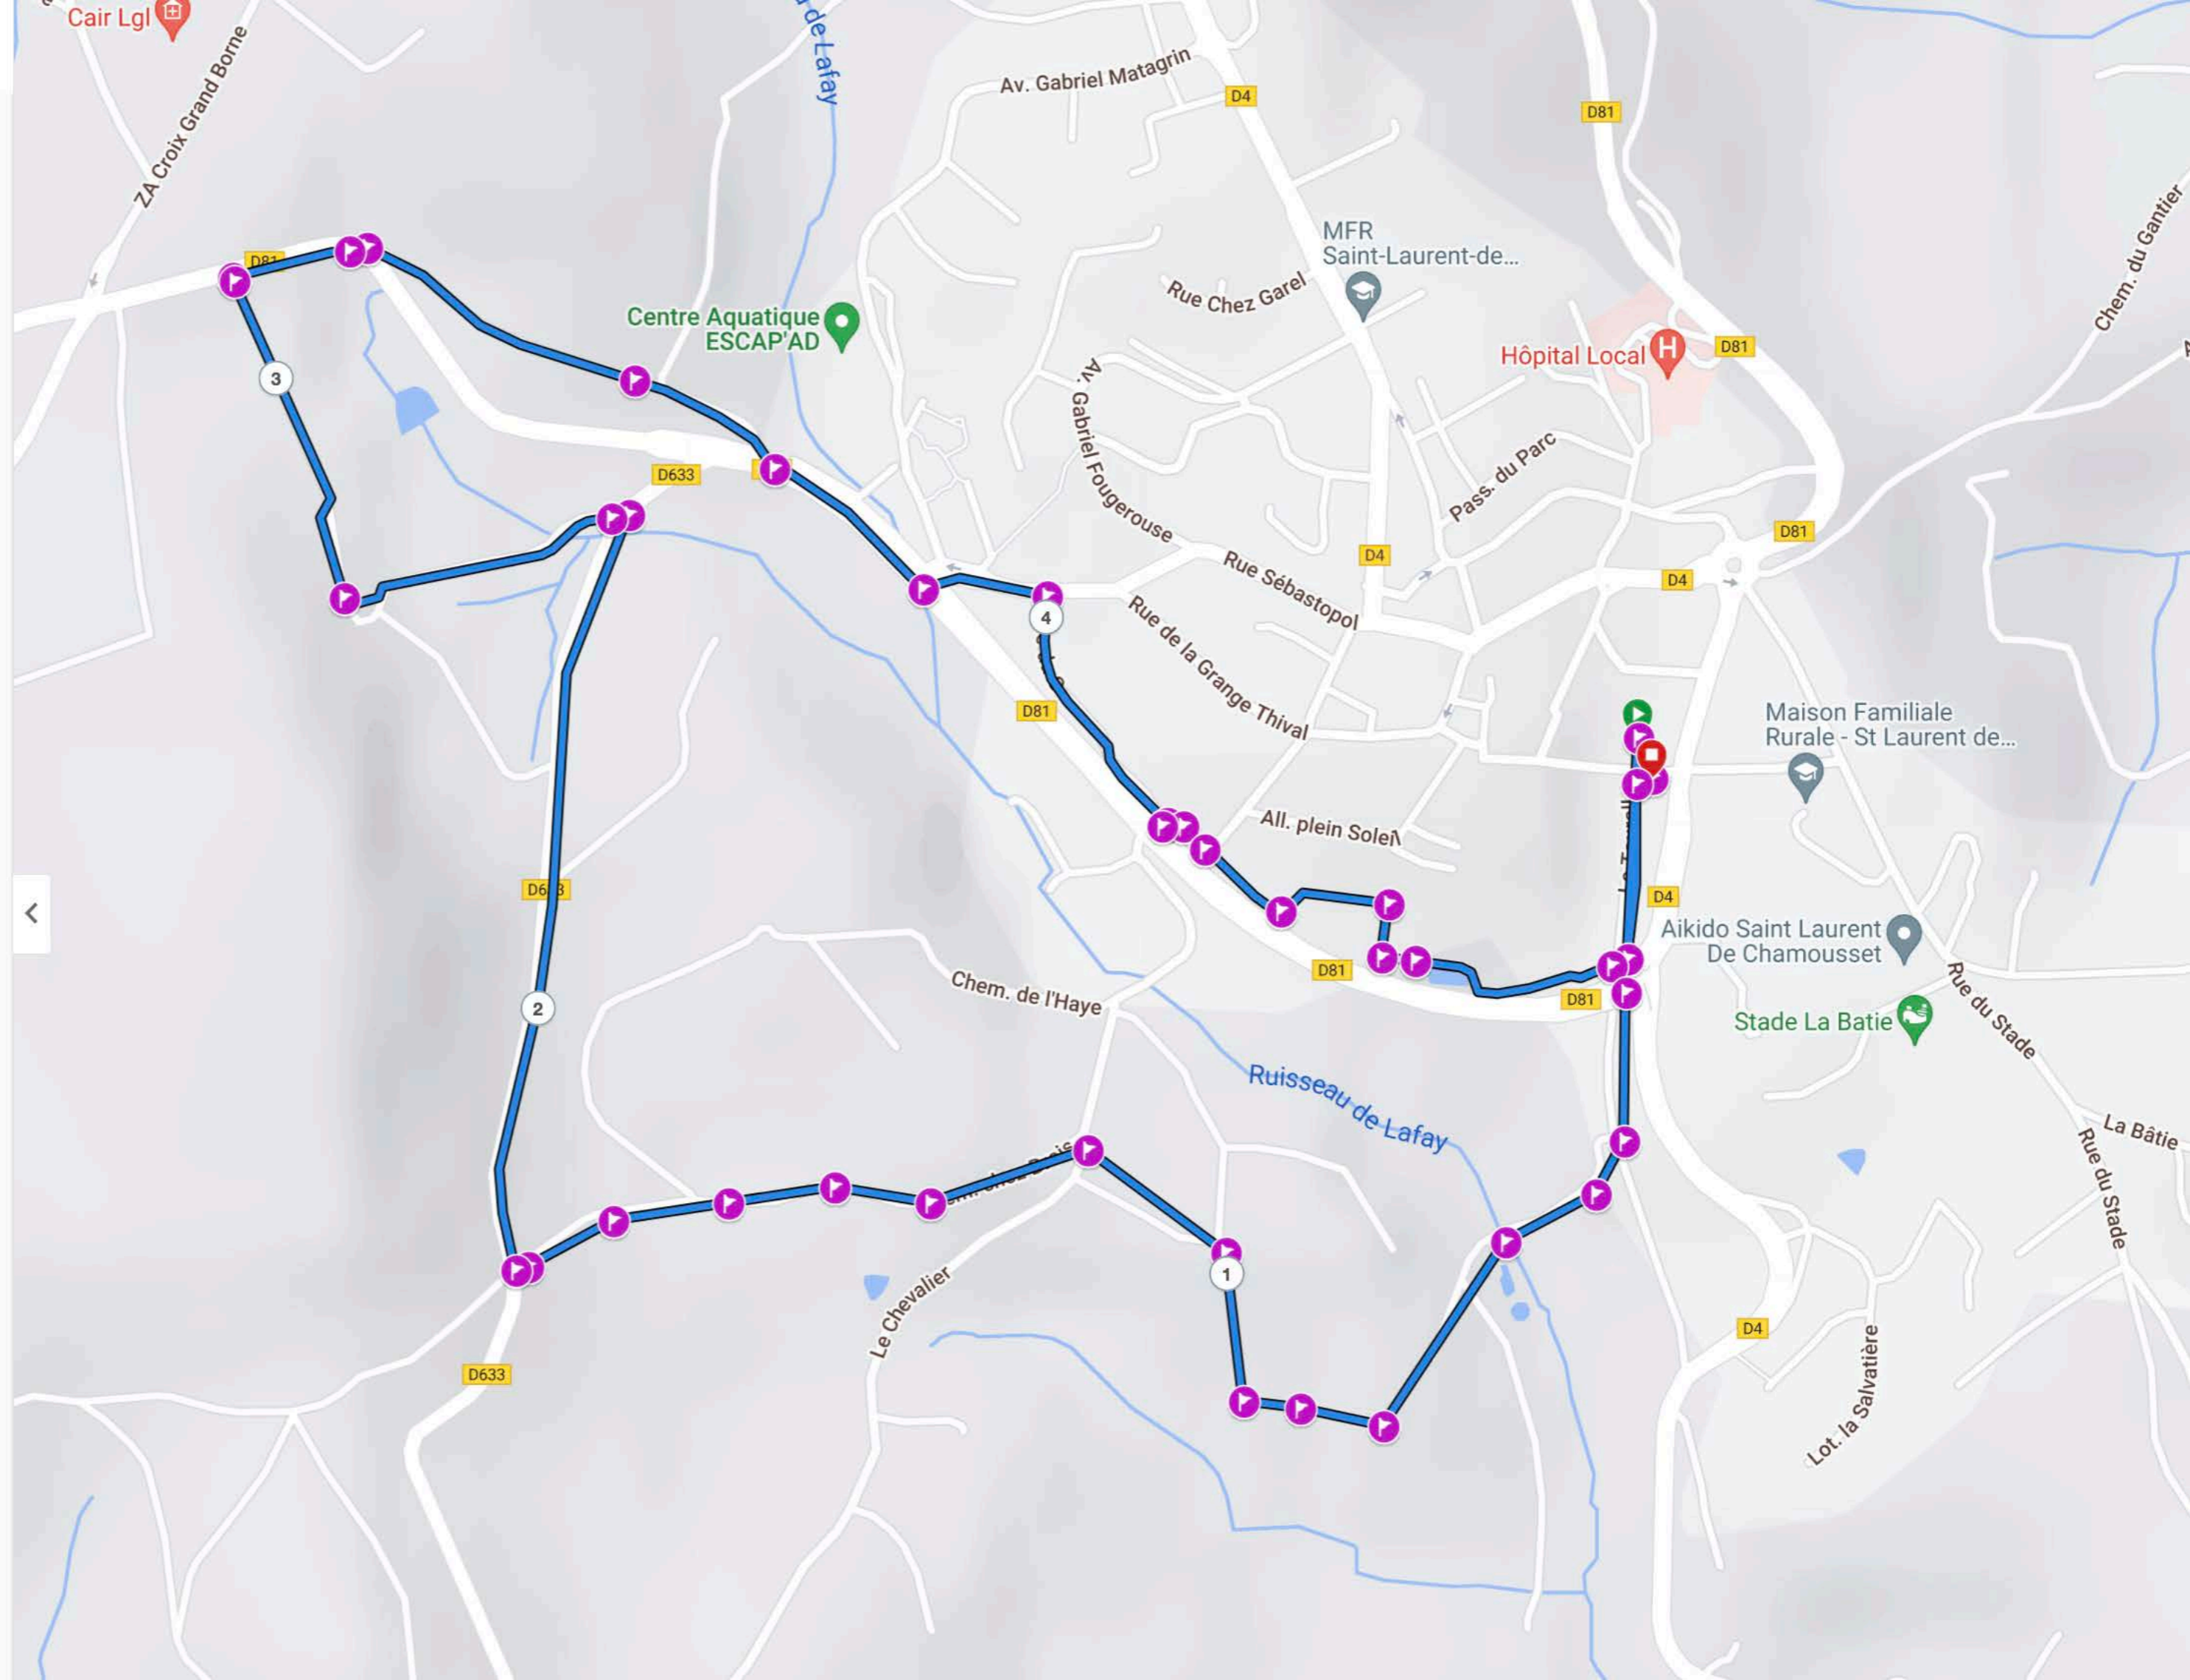 Cair Lgl
ZA Croix Grand Borne
de Lafay
Av. Gabriel Matagrin
D4
D81
Chem. du Gantier
MFR
Saint-Laurent-de...
Rue Chez Garel
D81
Centre Aquatique
ESCAP'AD
Hôpital Local
D81
3
Av. Gabriel Fougerouse
Pass. du Parc
D633
D81
D4
Rue Sébastopol
D4
4
Rue de la Grange Thival
D81
Maison Familiale
Rurale - St Laurent de...
All. plein Soleil
D4
Aikido Saint Laurent
De Chamousset
D81
D81
Chem. de l'Haye
2
Rue du Stade
Stade La Batie
Ruisseau de Lafay
La Bâtie
Rue du Stade
1
Le Chevalier
D4
D633
Lot. la Salvatière